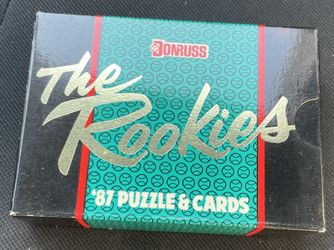 DONRUSS
The
Rookies
'87 PUZZLE & CARDS